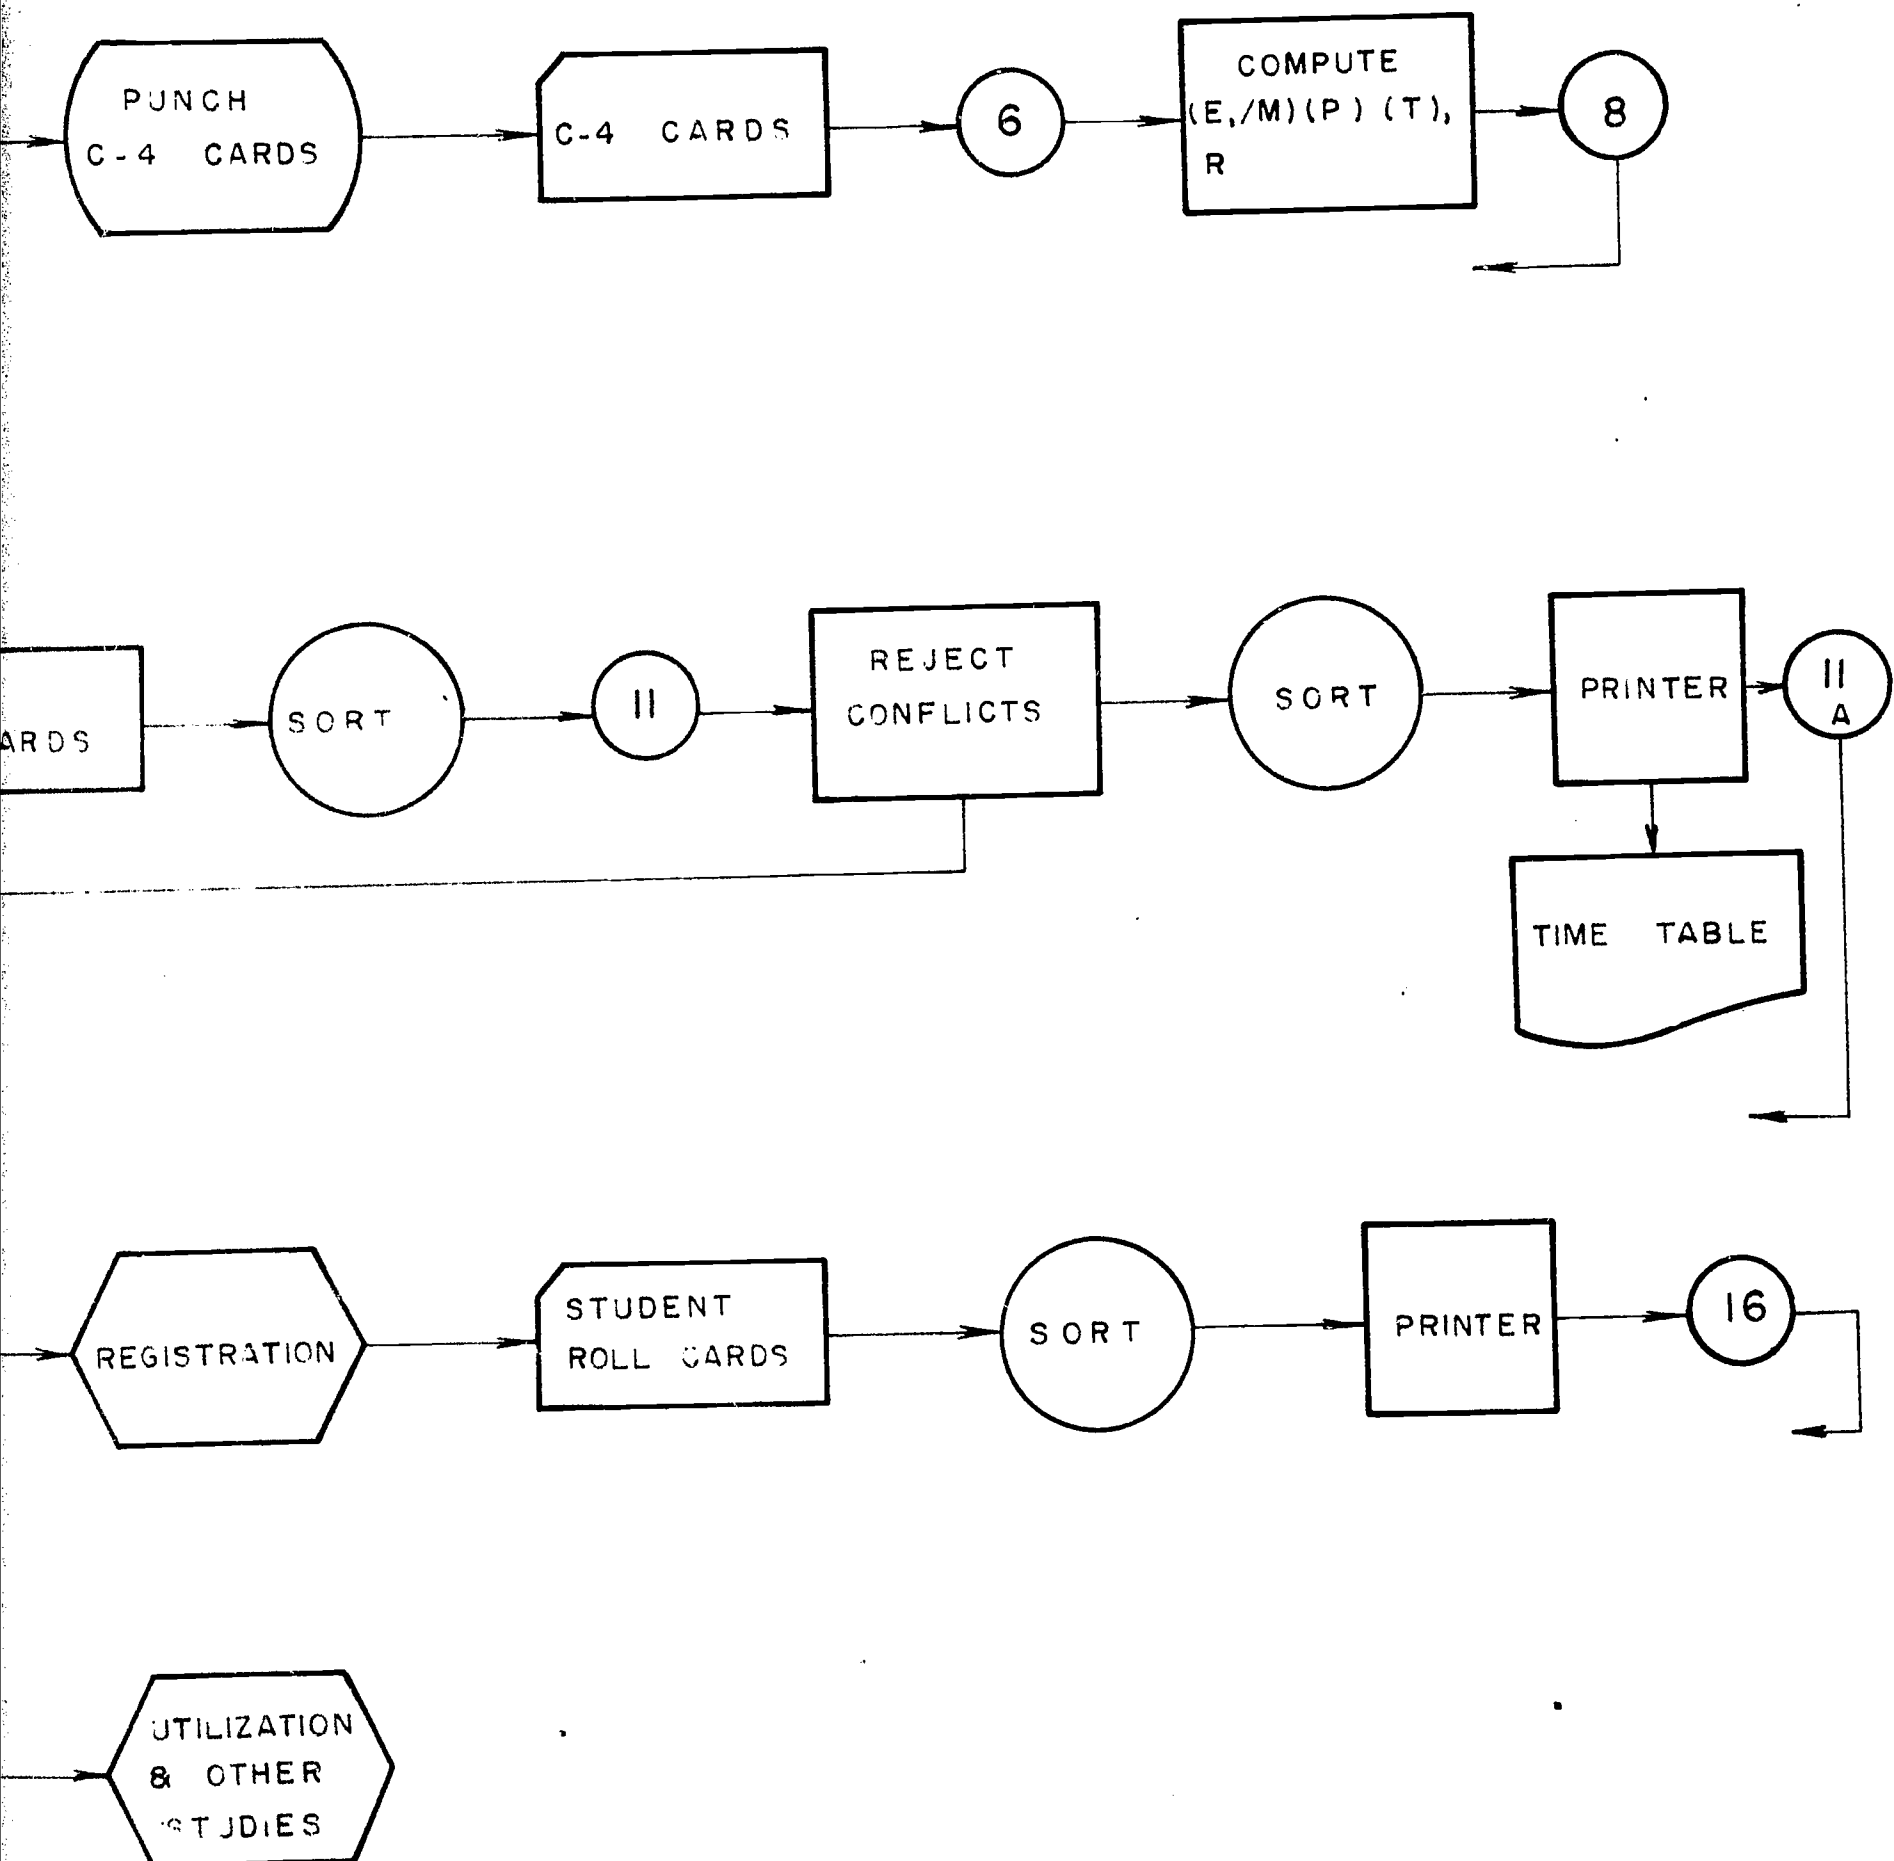 PUNCH
C-4 CARDS
C-4 CARDS
6
COMPUTE
(E,/M)(P) (T),
R
8
ARDS
SORT
11
REJECT
CONFLICTS
SORT
PRINTER
11
A
TIME TABLE
REGISTRATION
STUDENT
ROLL CARDS
SORT
PRINTER
16
UTILIZATION
& OTHER
STUDIES